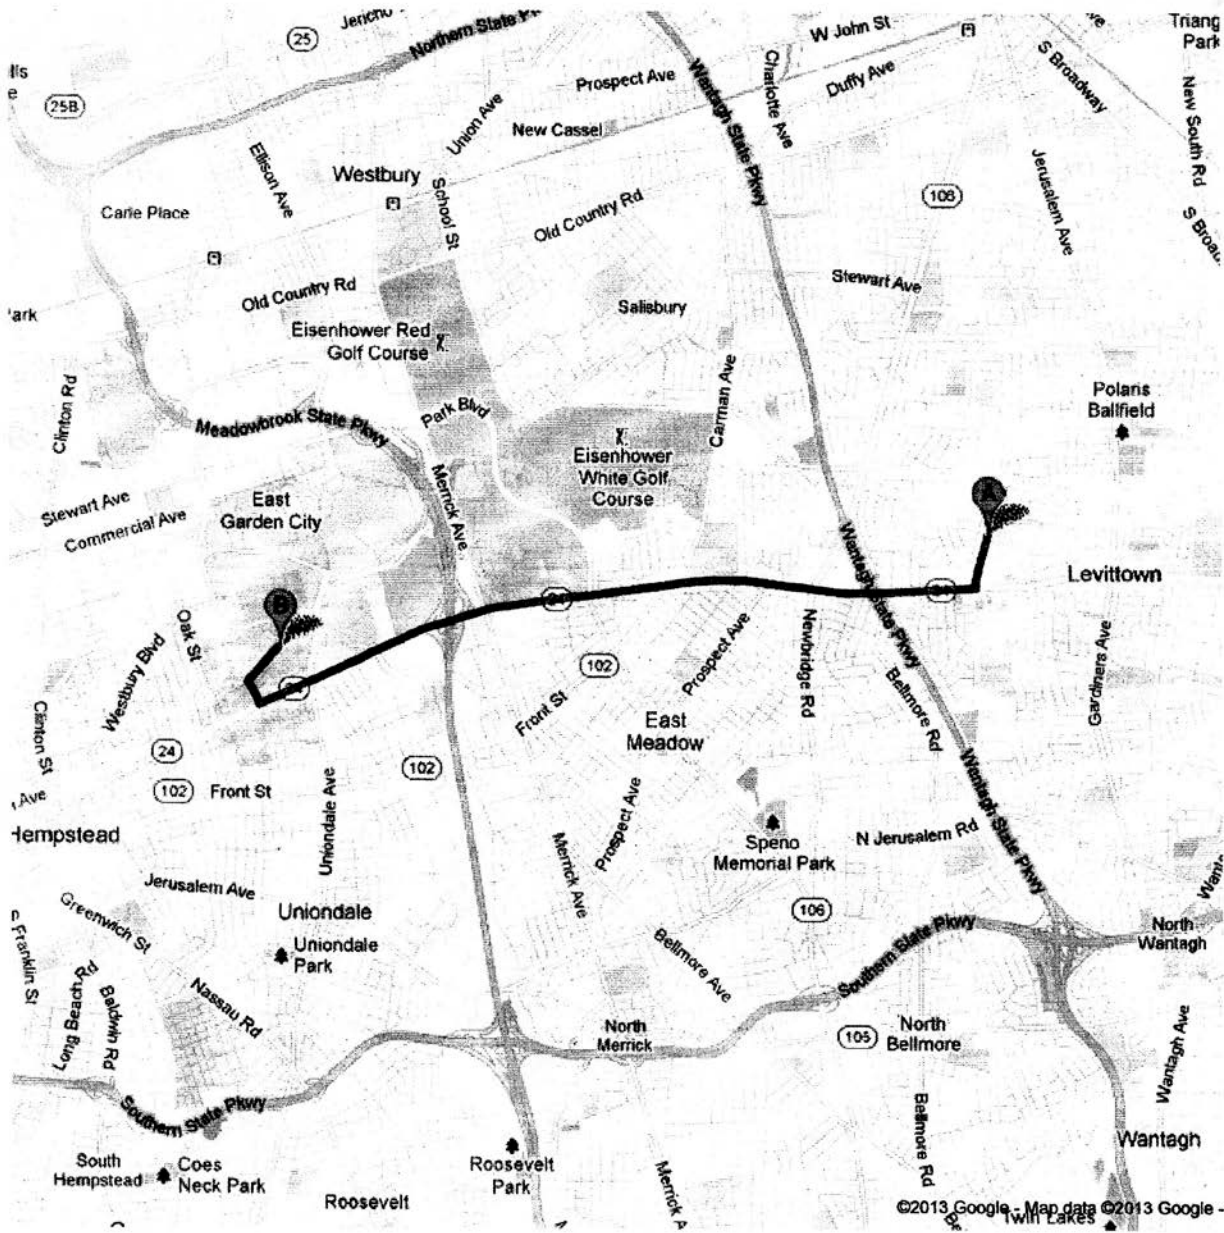 Jericho
Northern State Pk
25
25B
W John St
Triang
Park
S Broadway
Prospect Ave
Duffy Ave
Charlotte Ave
Wantagh State Pkwy
Union Ave
New Cassel
New South Rd
Ellison Ave
Westbury
School St
Jerusalem Ave
106
Carle Place
Old Country Rd
S Broad
Old Country Rd
Stewart Ave
Salisbury
Eisenhower Red
Golf Course
Clinton Rd
Carman Ave
Polaris
Ballfield
Park Blvd
Meadowbrook State Pkwy
Eisenhower
White Golf
Course
Merrick Ave
Stewart Ave
Commercial Ave
East
Garden City
A
Wantagh State Pkwy
Levittown
B
24
Oak St
Westbury Blvd
Newbridge Rd
Prospect Ave
Gardiners Ave
102
Bellmore Rd
24
Front St
East
Meadow
Clinton St
24
102
102
Front St
Uniondale Ave
Prospect Ave
Merrick Ave
Wantagh State Pkwy
Hempstead
Speno
Memorial Park
N Jerusalem Rd
Jerusalem Ave
Greenwich St
Uniondale
106
North
Wantagh
Uniondale
Park
Franklin St
Long Beach Rd
Baldwin Rd
Nassau Rd
Bellmore Ave
Southern State Pkwy
North
Merrick
105
North
Bellmore
Wantagh Ave
Southern State Pkwy
Bellmore Rd
Wantagh
South
Hempstead
Coes
Neck Park
Roosevelt
Park
Roosevelt
Merrick A
©2013 Google - Map data ©2013 Google -
Twin Lakes